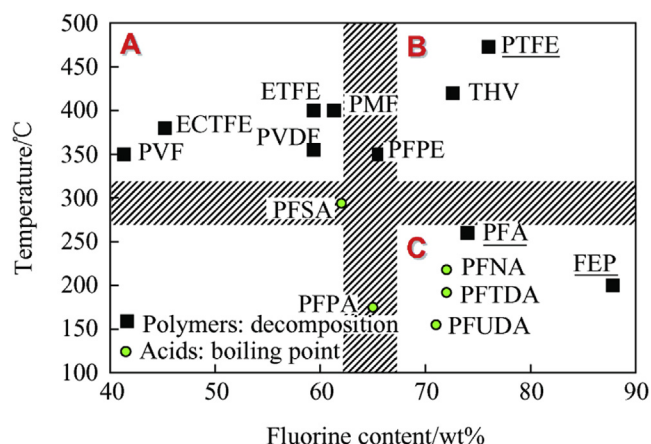 500
A
B
PTFE
450
ETFE
THV
400
PMF
ECTFE
PVDF
350
PVF
PFPE
300
PFSA
250
C
PFA
PFNA
FEP
200
PFTDA
PFPA
150
Polymers: decomposition
PFUDA
Acids: boiling point
100
40
50
60
70
80
90
Temperature/℃
Fluorine content/wt%